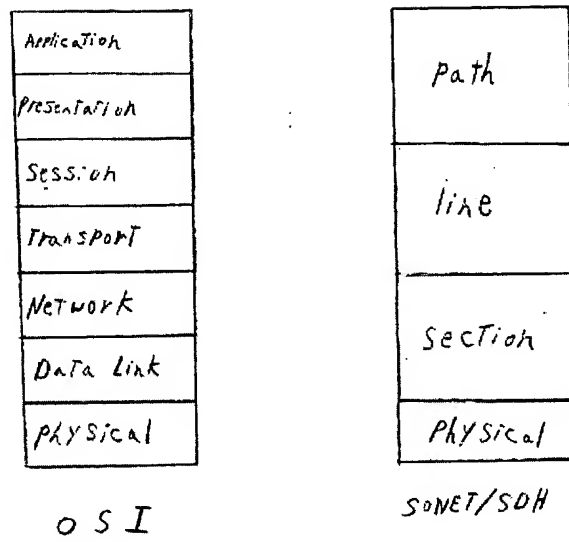 Application
Presentation
Session
Transport
Network
Data Link
Physical
OSI
Path
line
Section
Physical
SONET/SDH